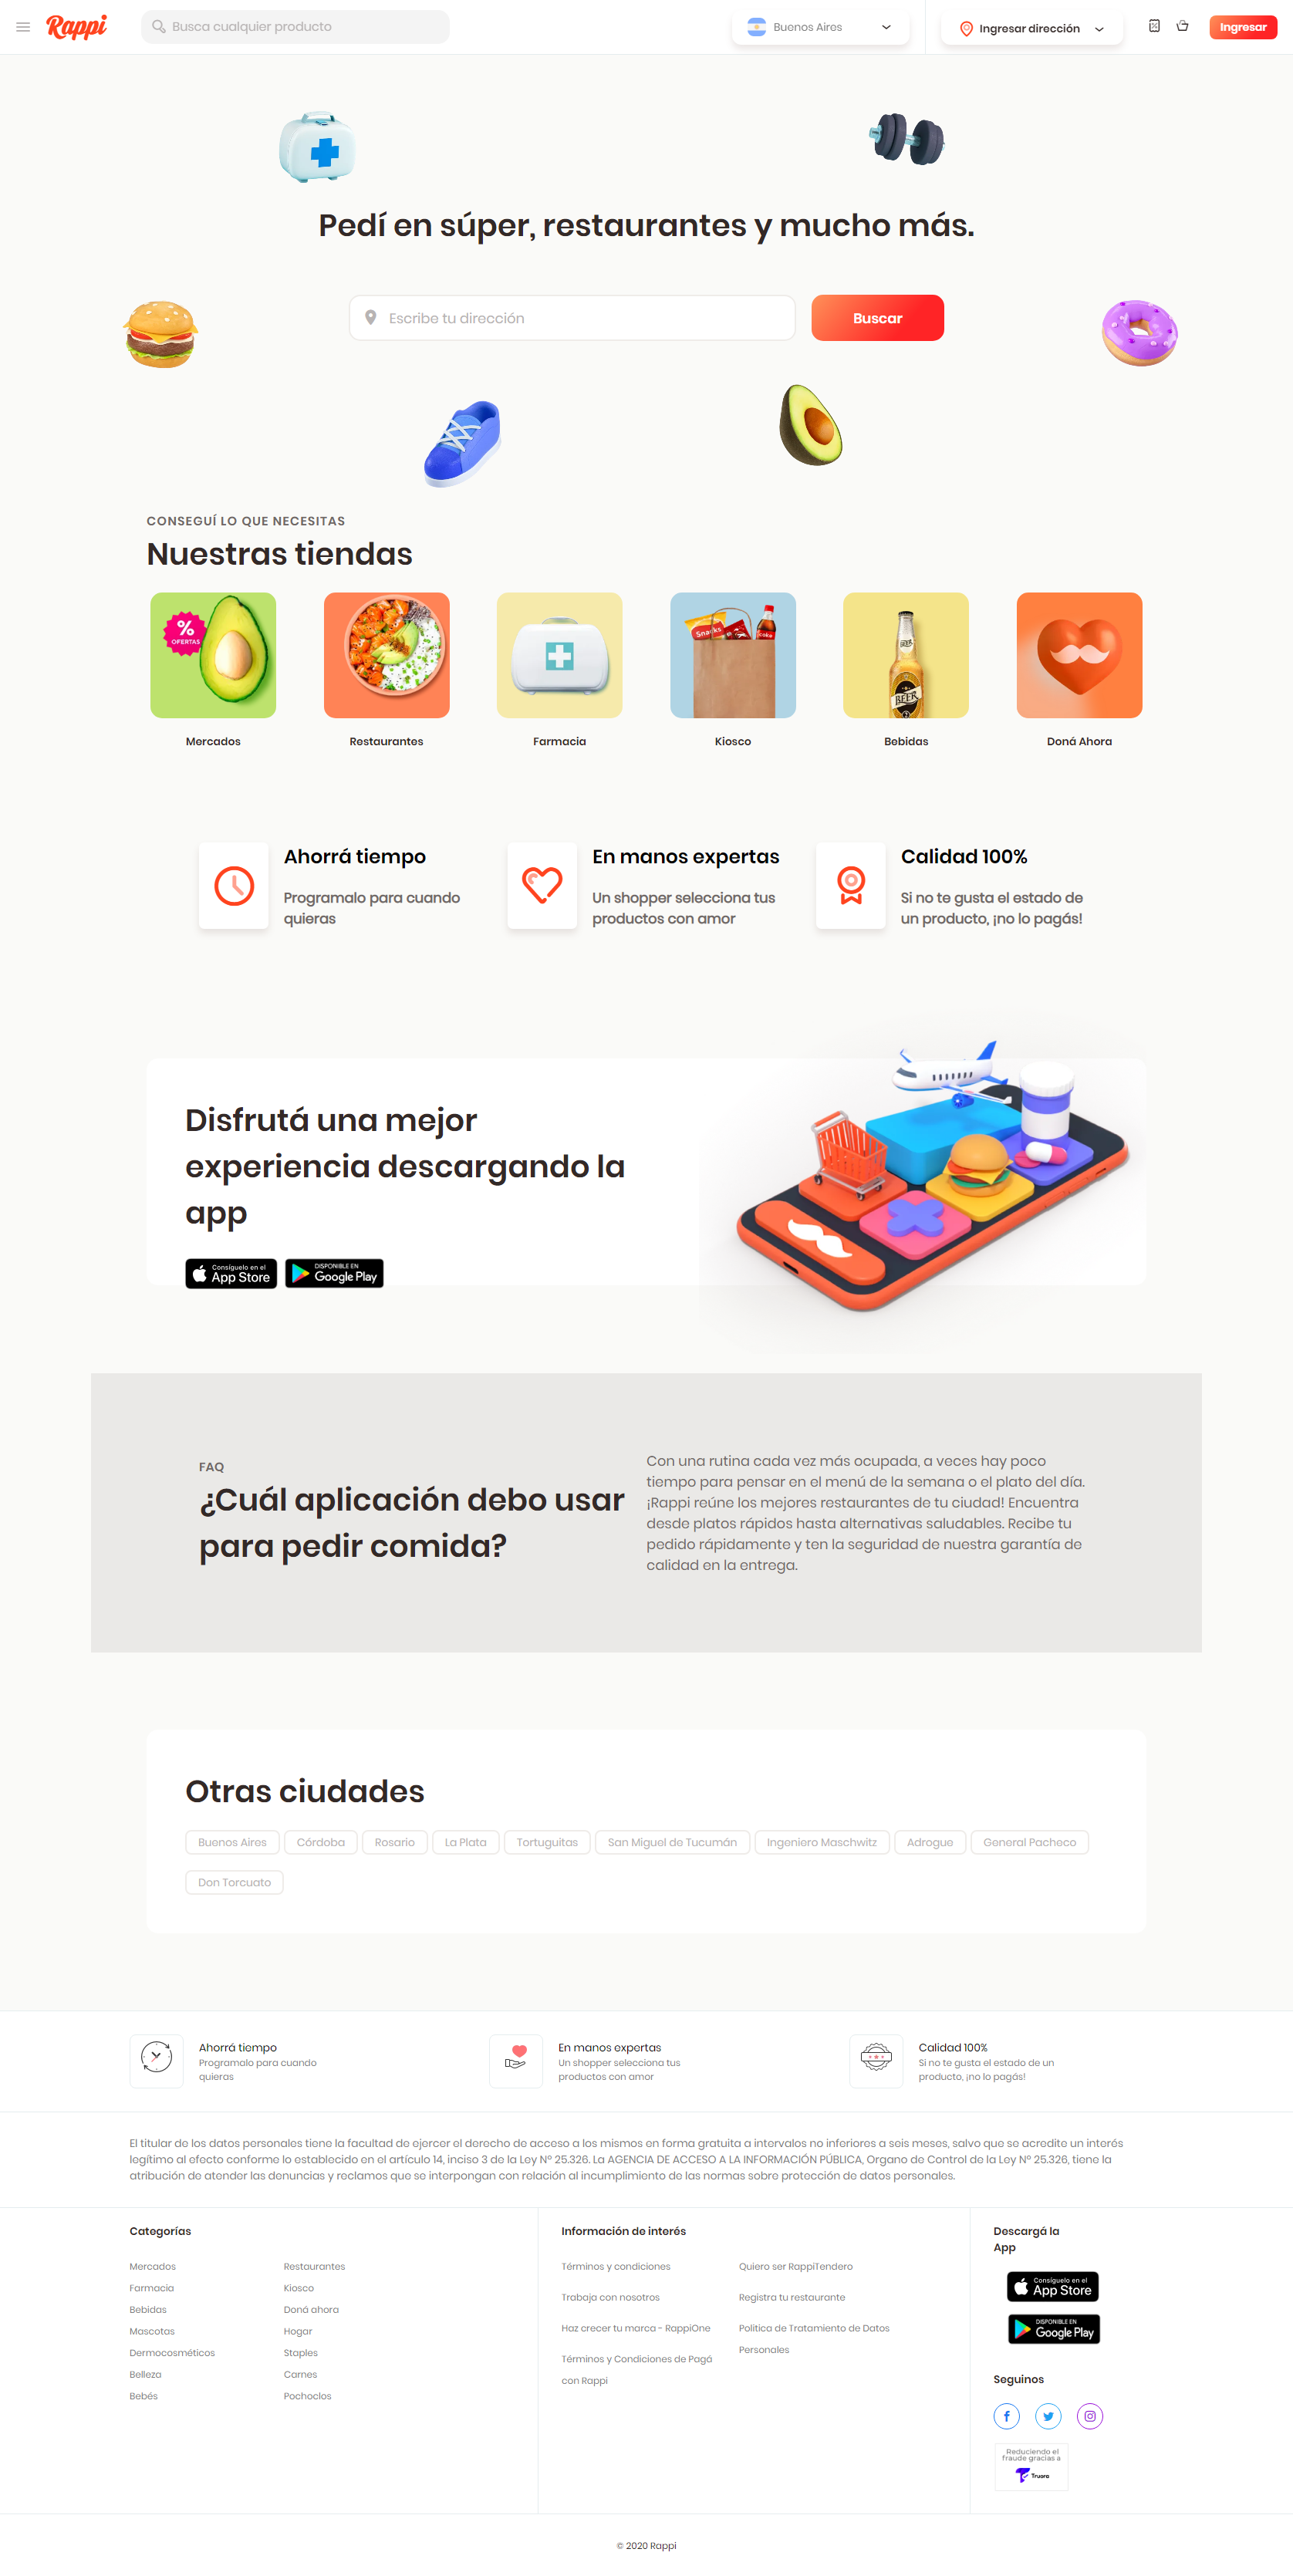 Rappi
Busca cualquier producto
Buenos Aires
Ingresar dirección
Ingresar
Pedí en súper, restaurantes y mucho más.
Escribe tu dirección
Buscar
CONSEGUÍ LO QUE NECESITAS
Nuestras tiendas
%
OFERTAS
Snacks
Coke
BEER
BEER
Mercados
Restaurantes
Farmacia
Kiosco
Bebidas
Doná Ahora
Ahorrá tiempo
Programalo para cuando
quieras
En manos expertas
Un shopper selecciona tus
productos con amor
Calidad 100%
Si no te gusta el estado de
un producto, ¡no lo pagás!
Disfrutá una mejor
experiencia descargando la
app
Consíguelo en el
App Store
DISPONIBLE EN
Google Play
FAQ
¿Cuál aplicación debo usar
para pedir comida?
Con una rutina cada vez más ocupada, a veces hay poco
tiempo para pensar en el menú de la semana o el plato del día.
¡Rappi reúne los mejores restaurantes de tu ciudad! Encuentra
desde platos rápidos hasta alternativas saludables. Recibe tu
pedido rápidamente y ten la seguridad de nuestra garantía de
calidad en la entrega.
Otras ciudades
Buenos Aires
Córdoba
Rosario
La Plata
Tortuguitas
San Miguel de Tucumán
Ingeniero Maschwitz
Adrogue
General Pacheco
Don Torcuato
Ahorrá tiempo
Programalo para cuando
quieras
En manos expertas
Un shopper selecciona tus
productos con amor
Calidad 100%
Si no te gusta el estado de un
producto, ¡no lo pagás!
El titular de los datos personales tiene la facultad de ejercer el derecho de acceso a los mismos en forma gratuita a intervalos no inferiores a seis meses, salvo que se acredite un interés
legítimo al efecto conforme lo establecido en el artículo 14, inciso 3 de la Ley Nº 25.326. La AGENCIA DE ACCESO A LA INFORMACIÓN PÚBLICA, Organo de Control de la Ley Nº 25.326, tiene la
atribución de atender las denuncias y reclamos que se interpongan con relación al incumplimiento de las normas sobre protección de datos personales.
Categorías
Mercados
Farmacia
Bebidas
Mascotas
Dermocosméticos
Belleza
Bebés
Restaurantes
Kiosco
Doná ahora
Hogar
Staples
Carnes
Pochoclos
Información de interés
Términos y condiciones
Trabaja con nosotros
Haz crecer tu marca - RappiOne
Términos y Condiciones de Pagá
con Rappi
Quiero ser RappiTendero
Registra tu restaurante
Politica de Tratamiento de Datos
Personales
Descargá la
App
Consíguelo en el
App Store
DISPONIBLE EN
Google Play
Seguinos
Reduciendo el
fraude gracias a
Truora
© 2020 Rappi